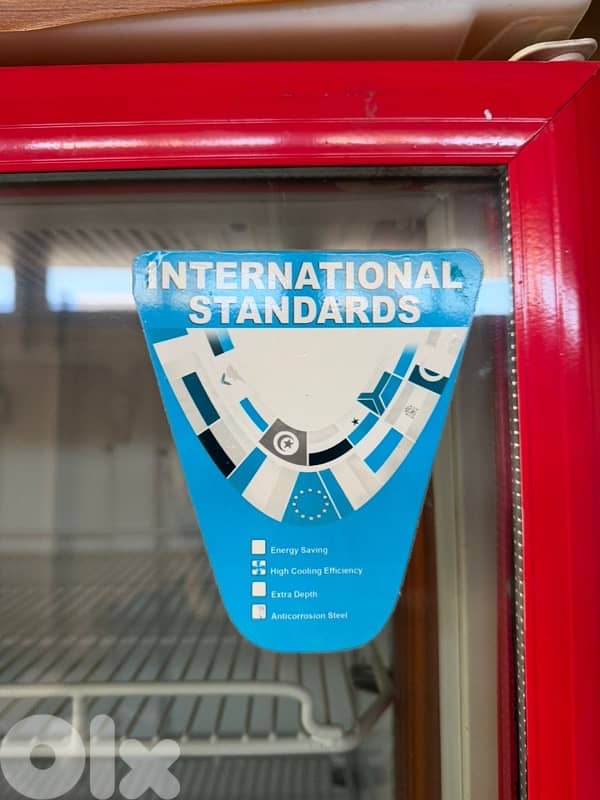 INTERNATIONAL
STANDARDS
Energy Saving
High Cooling Efficiency
Extra Depth
Anticorrosion Steel
Olx